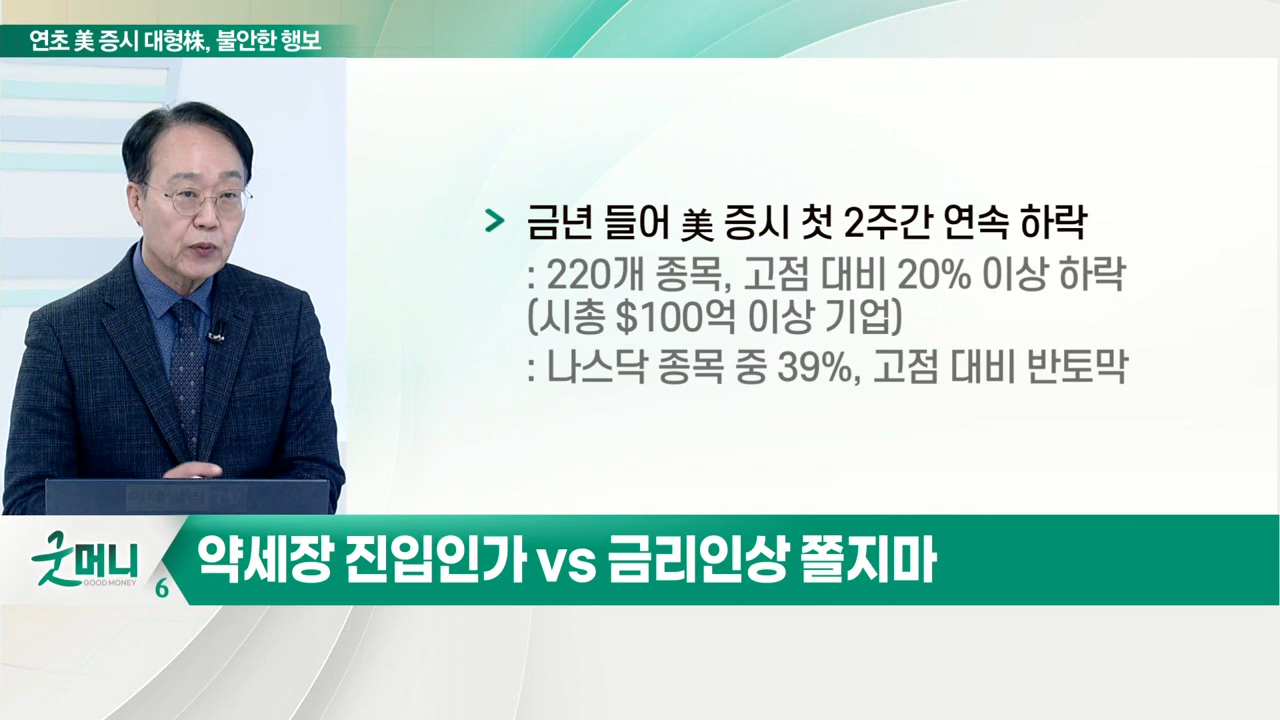 연초 美 증시 대형株, 불안한 행보
> 금년 들어 美 증시 첫 2주간 연속 하락
: 220개 종목, 고점 대비 20% 이상 하락
(시총 $100억 이상 기업)
: 나스닥 종목 중 39%, 고점 대비 반토막
굿머니
GOOD MONEY
6
약세장 진입인가 vs 금리인상 쫄지마